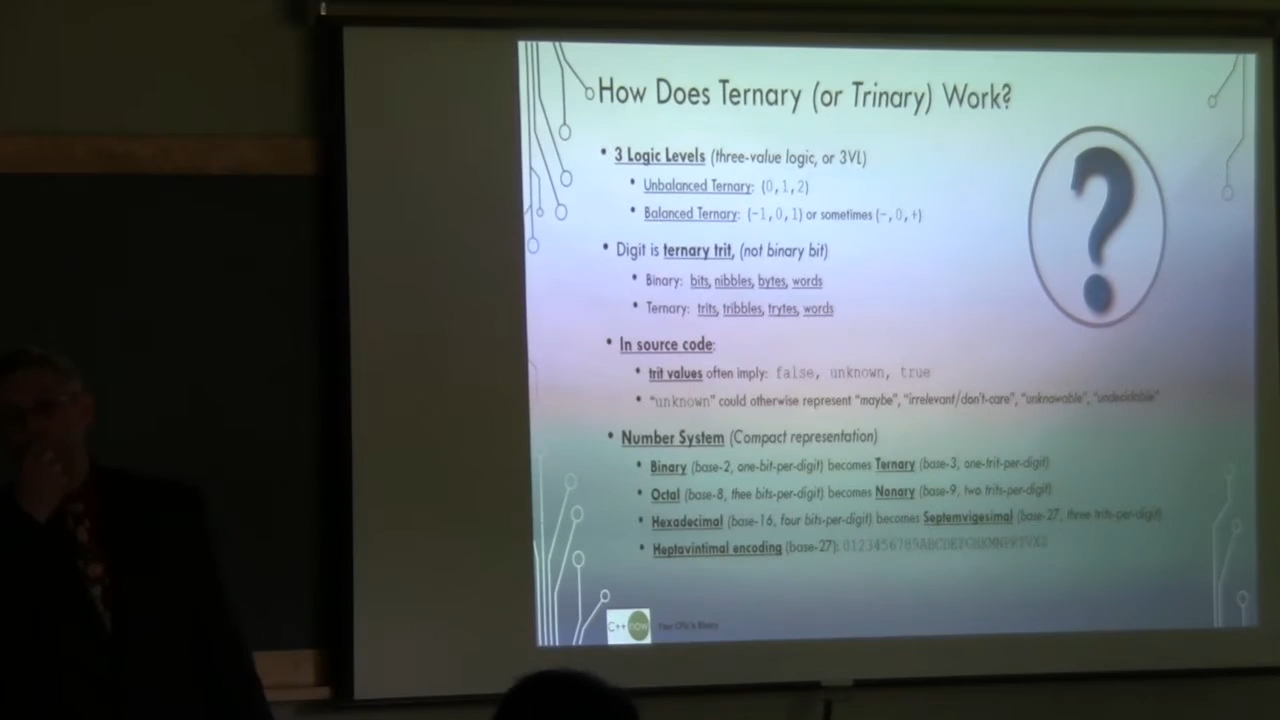 How Does Ternary (or Trinary) Work?
• 3 Logic Levels (three-value logic, or 3VL)
• Unbalanced Ternary: (0, 1, 2)
• Balanced Ternary: (-1, 0, 1) or sometimes (-, 0, +)
• Digit is ternary trit, (not binary bit)
• Binary: bits, nibbles, bytes, words
• Ternary: trits, tribbles, trytes, words
• In source code:
• trit values often imply: false, unknown, true
• "unknown" could otherwise represent "maybe", "irrelevant/don't-care", "unknowable", "undecidable"
• Number System (Compact representation)
• Binary (base-2, one-bit-per-digit) becomes Ternary (base-3, one-trit-per-digit)
• Octal (base-8, thee bits-per-digit) becomes Nonary (base-9, two trits-per-digit)
• Hexadecimal (base-16, four bits-per-digit) becomes Septemvigesimal (base-27, three trits-per-digit)
• Heptavintimal encoding (base-27):
C++ now Your CPU is Binary